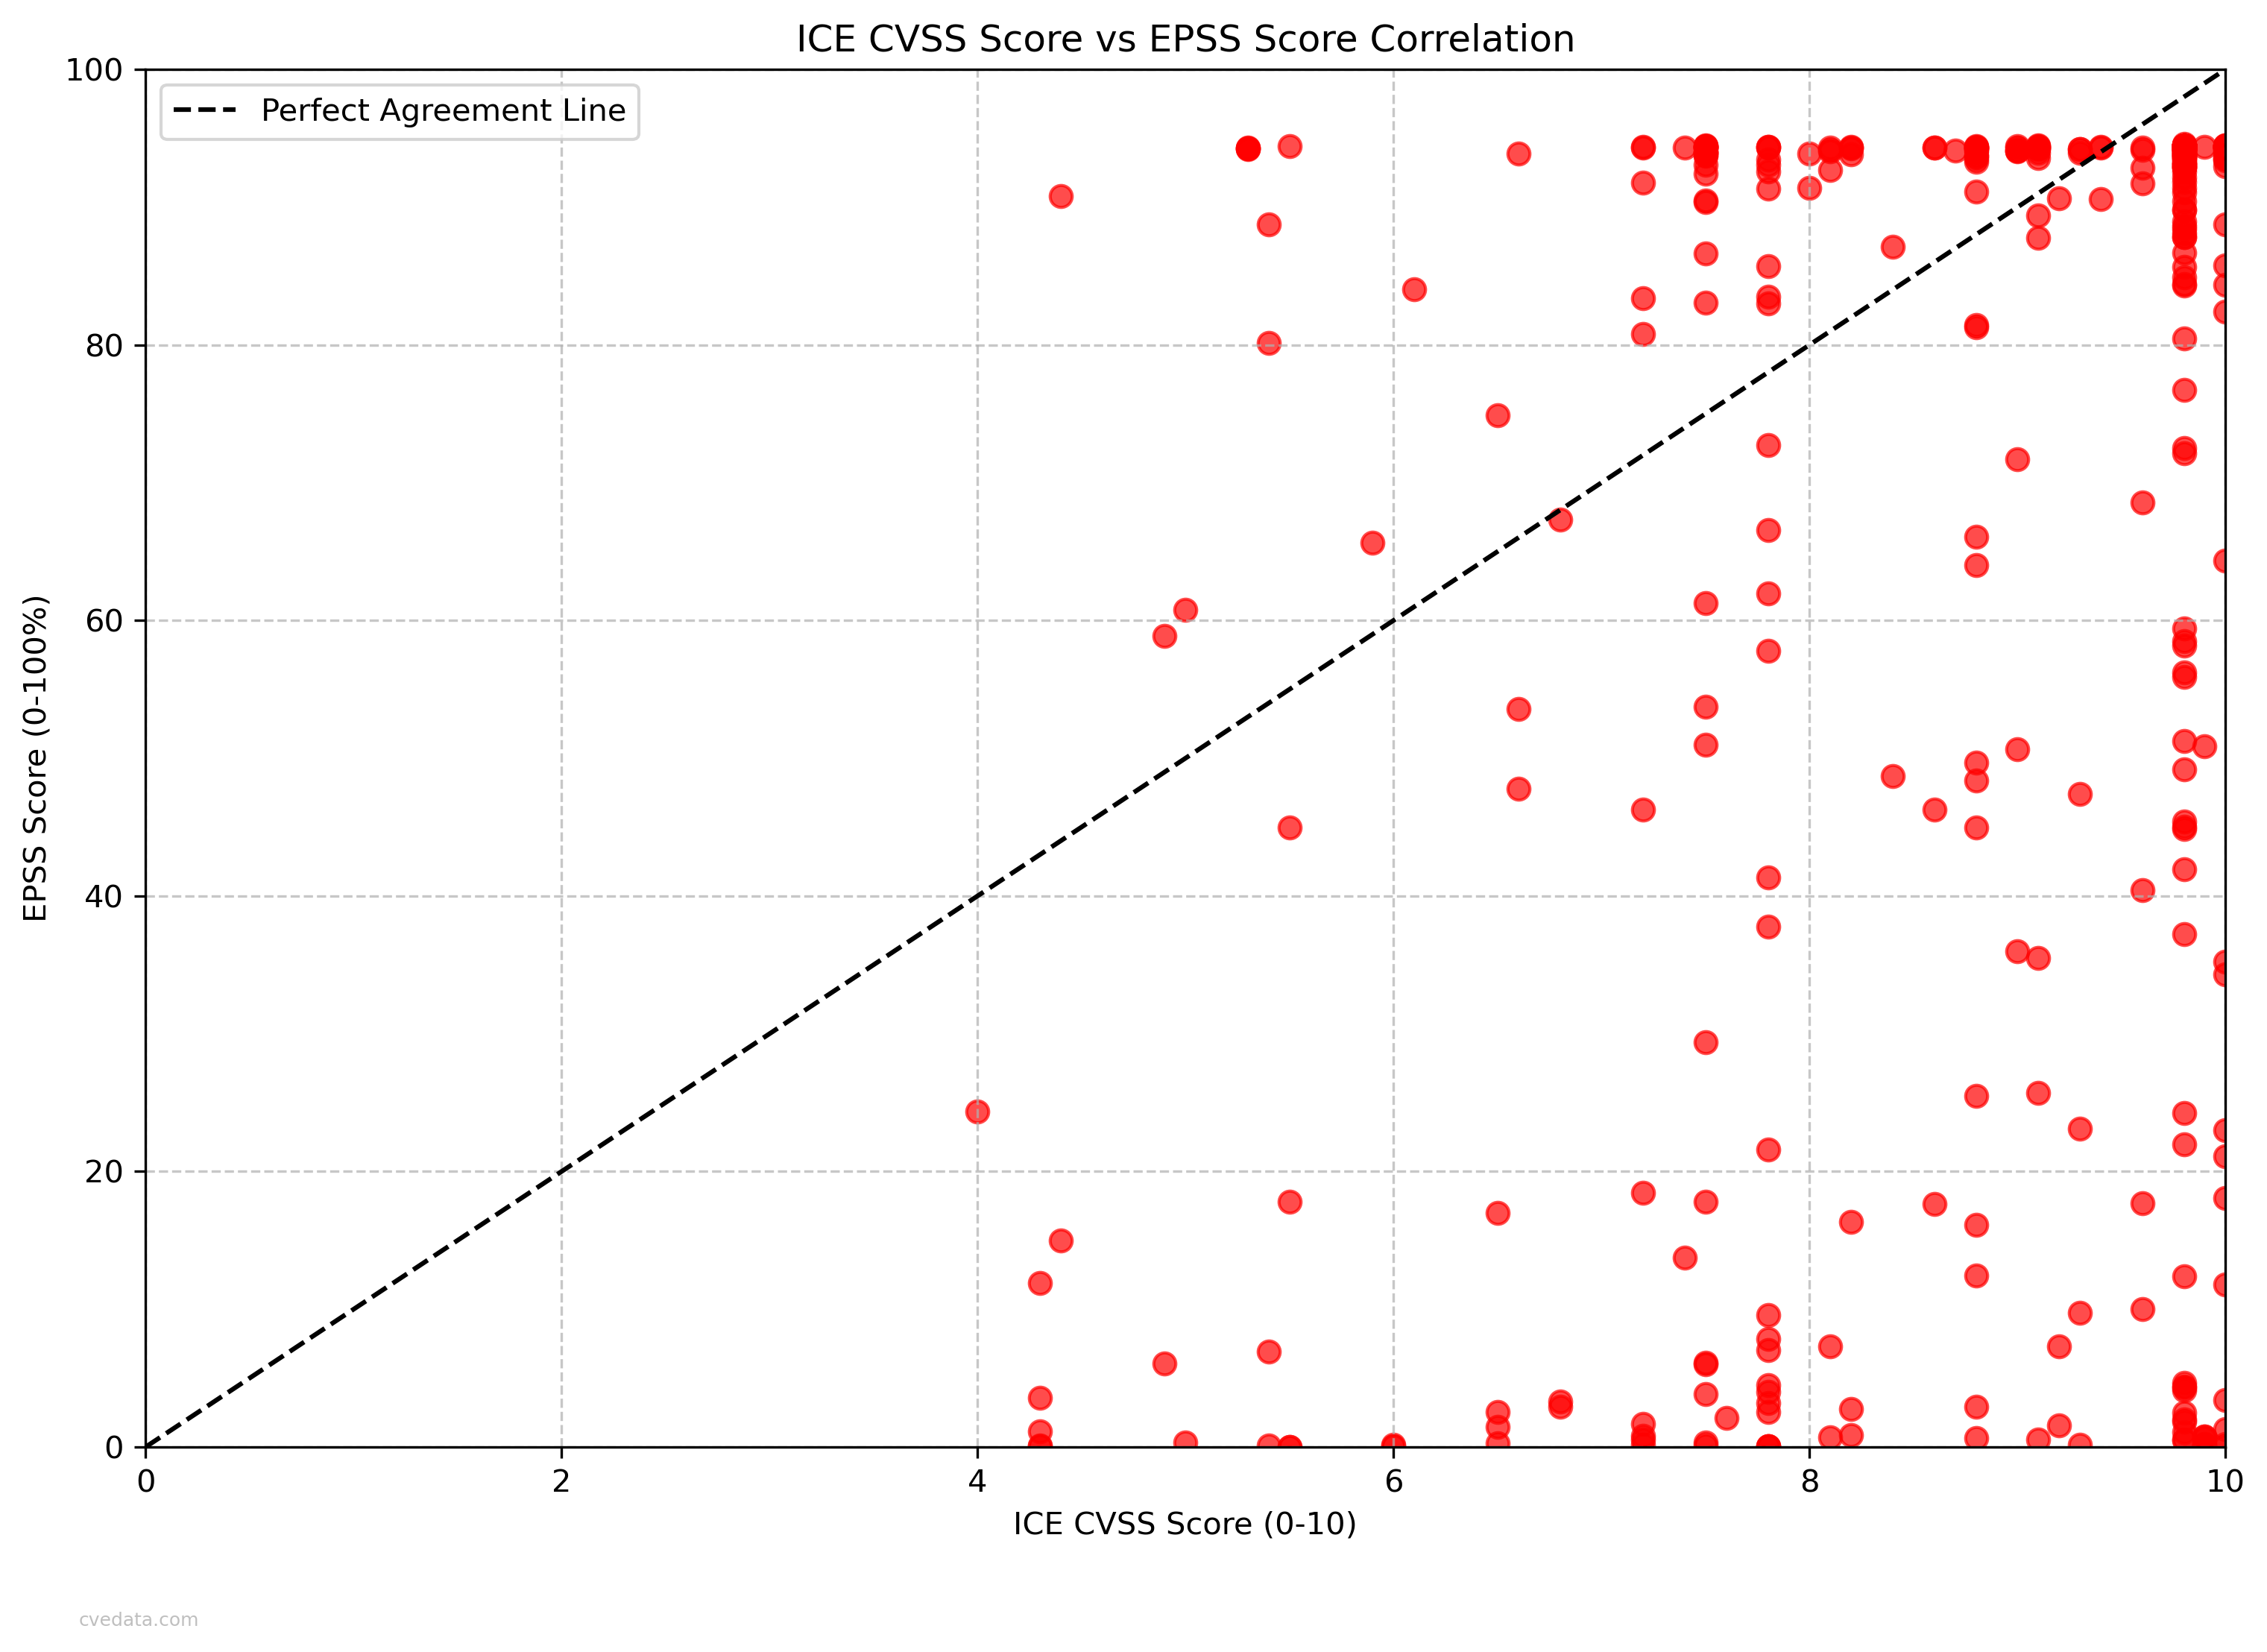 ICE CVSS Score vs EPSS Score Correlation
100
80
60
40
20
0
EPSS Score (0-100%)
Perfect Agreement Line
0 2 4 6 8 10
ICE CVSS Score (0-10)
cvedata.com